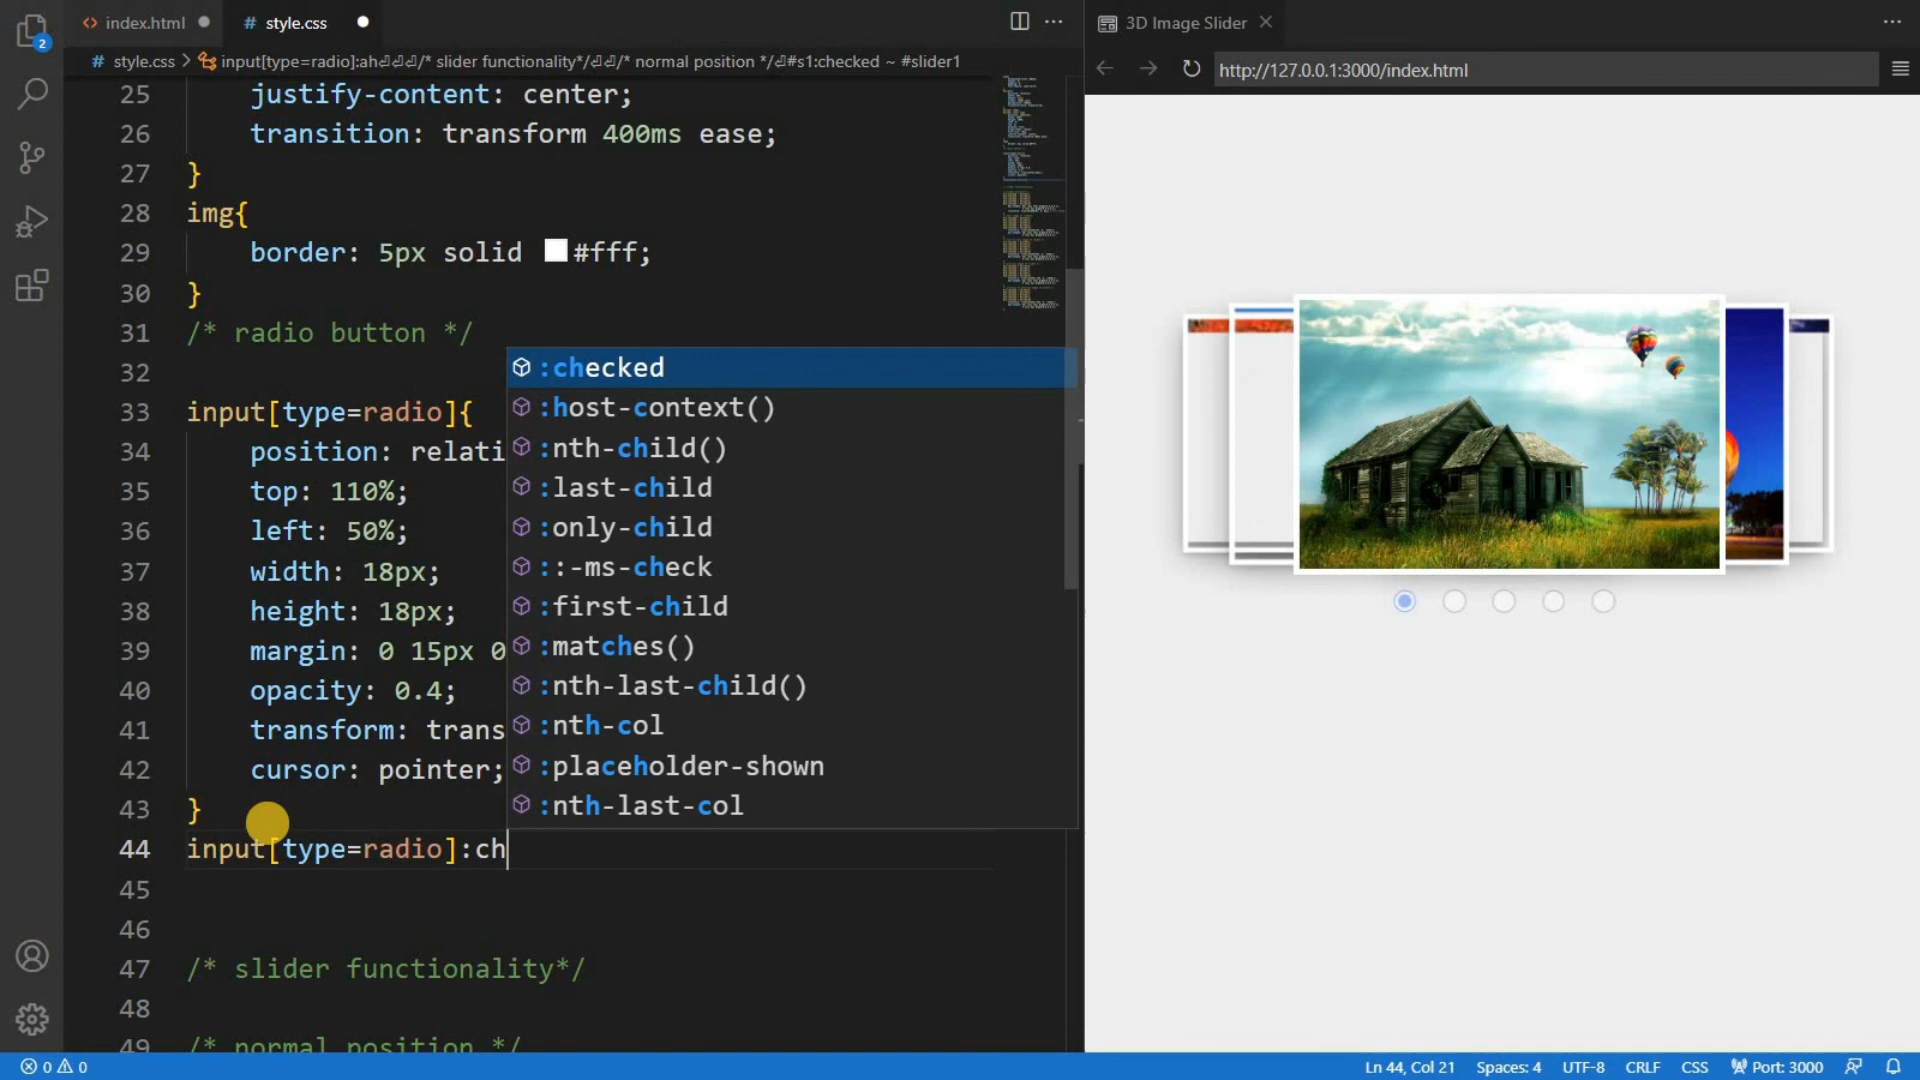 2
index.html
# style.css
3D Image Slider
# style.css > input[type=radio]:ah⏎⏎⏎/* slider functionality*/⏎⏎/* normal position */⏎#s1:checked ~ #slider1
http://127.0.0.1:3000/index.html
25 justify-content: center;
26 transition: transform 400ms ease;
27 }
28 img{
29 border: 5px solid #fff;
30 }
31 /* radio button */
32
33 input[type=radio]{
34 position: relati
35 top: 110%;
36 left: 50%;
37 width: 18px;
38 height: 18px;
39 margin: 0 15px 0
40 opacity: 0.4;
41 transform: trans
42 cursor: pointer;
43 }
44 input[type=radio]:ch
45
46
47 /* slider functionality*/
48
49 /* normal position */
:checked
:host-context()
:nth-child()
:last-child
:only-child
::-ms-check
:first-child
:matches()
:nth-last-child()
:nth-col
:placeholder-shown
:nth-last-col
0 0
Ln 44, Col 21
Spaces: 4
UTF-8
CRLF
CSS
Port: 3000